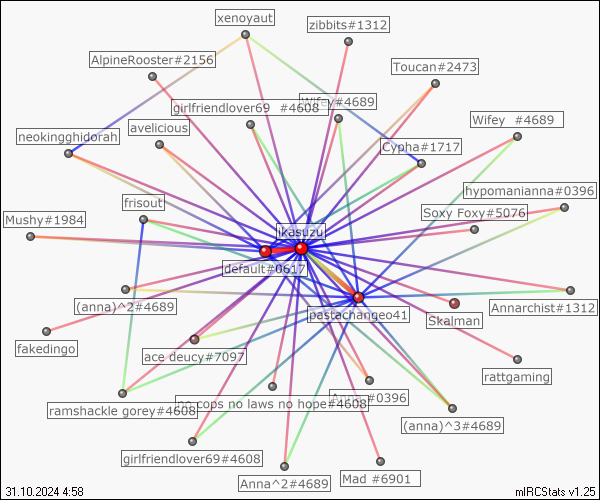 xenoyaut
zibbits#1312
AlpineRooster#2156
Toucan#2473
girlfriendlover69 #4608
Wifey #4689
Wifey #4689
neokingghidorah
avelicious
Cypha#1717
hypomanianna#0396
frisout
Soxy Foxy#5076
Mushy#1984
ikasuzu
default#0617
(anna)^2#4689
pastachangeo41
Skalman
Annarchist#1312
fakedingo
ace deucy#7097
rattgaming
ramshackle gorey#4608
no cops no laws no hope#4608
Anna #0396
(anna)^3#4689
girlfriendlover69#4608
Anna^2#4689
Mad #6901
31.10.2024 4:58
mIRCStats v1.25